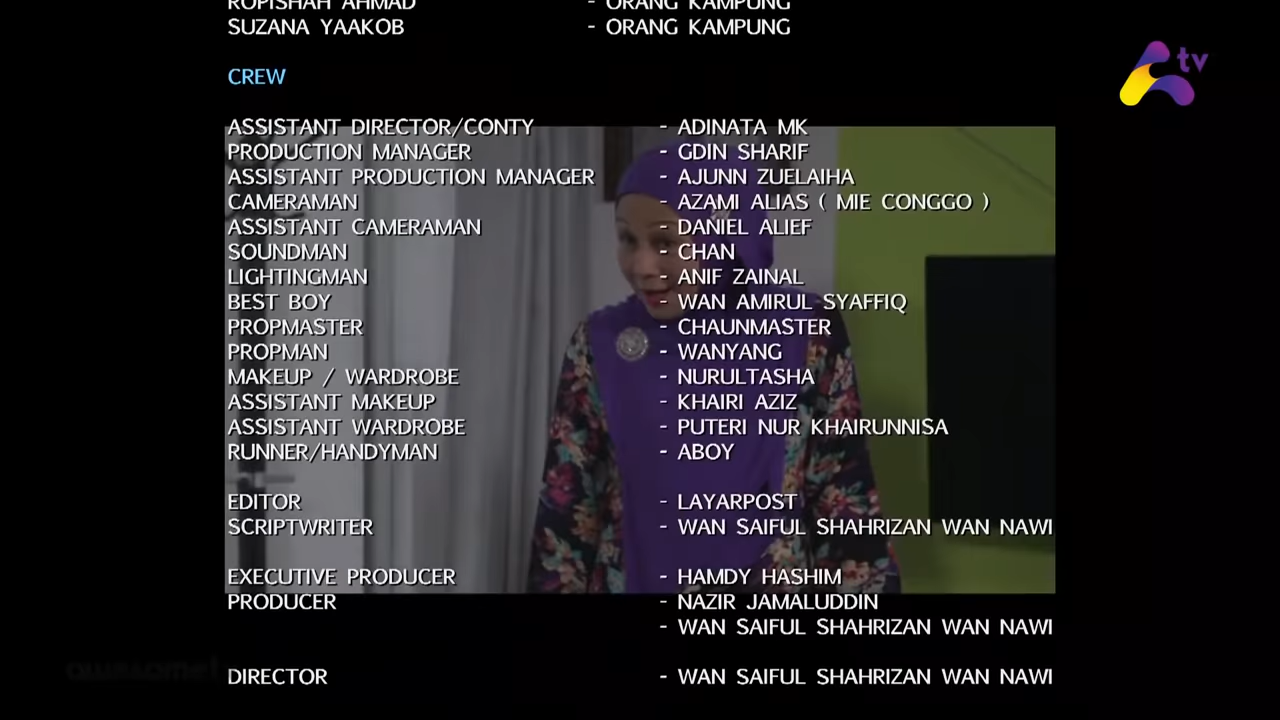 ROPISHAH AHMAD - ORANG KAMPUNG
SUZANA YAAKOB - ORANG KAMPUNG
tv
CREW
ASSISTANT DIRECTOR/CONTY - ADINATA MK
PRODUCTION MANAGER - GDIN SHARIF
ASSISTANT PRODUCTION MANAGER - AJUNN ZUELAIHA
CAMERAMAN - AZAMI ALIAS ( MIE CONGGO )
ASSISTANT CAMERAMAN - DANIEL ALIEF
SOUNDMAN - CHAN
LIGHTINGMAN - ANIF ZAINAL
BEST BOY - WAN AMIRUL SYAFFIQ
PROPMASTER - CHAUNMASTER
PROPMAN - WANYANG
MAKEUP / WARDROBE - NURULTASHA
ASSISTANT MAKEUP - KHAIRI AZIZ
ASSISTANT WARDROBE - PUTERI NUR KHAIRUNNISA
RUNNER/HANDYMAN - ABOY
EDITOR - LAYARPOST
SCRIPTWRITER - WAN SAIFUL SHAHRIZAN WAN NAWI
EXECUTIVE PRODUCER - HAMDY HASHIM
PRODUCER - NAZIR JAMALUDDIN
- WAN SAIFUL SHAHRIZAN WAN NAWI
DIRECTOR - WAN SAIFUL SHAHRIZAN WAN NAWI